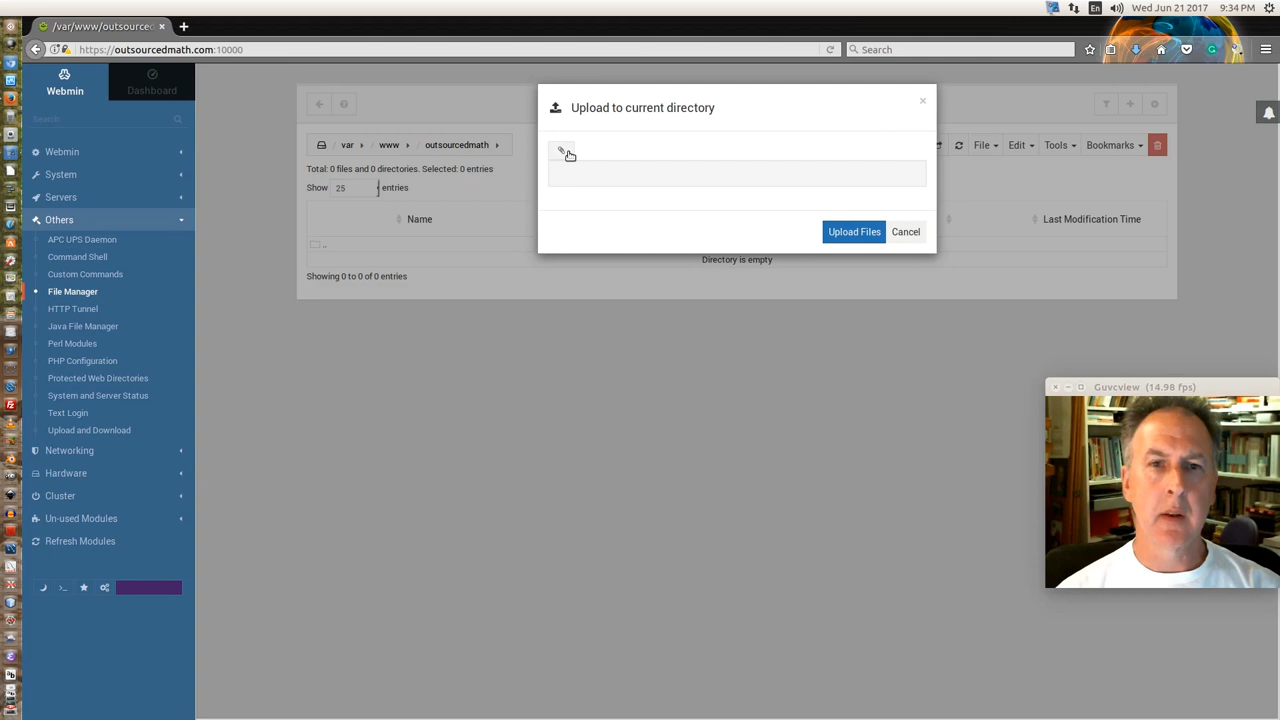 En
Wed Jun 21 2017
9:34 PM
/var/www/outsourced
https://outsourcedmath.com:10000
Search
Webmin
Dashboard
Search
Webmin
System
Servers
Others
APC UPS Daemon
Command Shell
Custom Commands
File Manager
HTTP Tunnel
Java File Manager
Perl Modules
PHP Configuration
Protected Web Directories
System and Server Status
Text Login
Upload and Download
Networking
Hardware
Cluster
Un-used Modules
Refresh Modules
Upload to current directory
Upload Files
Cancel
/ var www outsourcedmath
File Edit Tools Bookmarks
Total: 0 files and 0 directories. Selected: 0 entries
Show 25 entries
Name
Last Modification Time
..
Directory is empty
Showing 0 to 0 of 0 entries
Guvcview (14.98 fps)